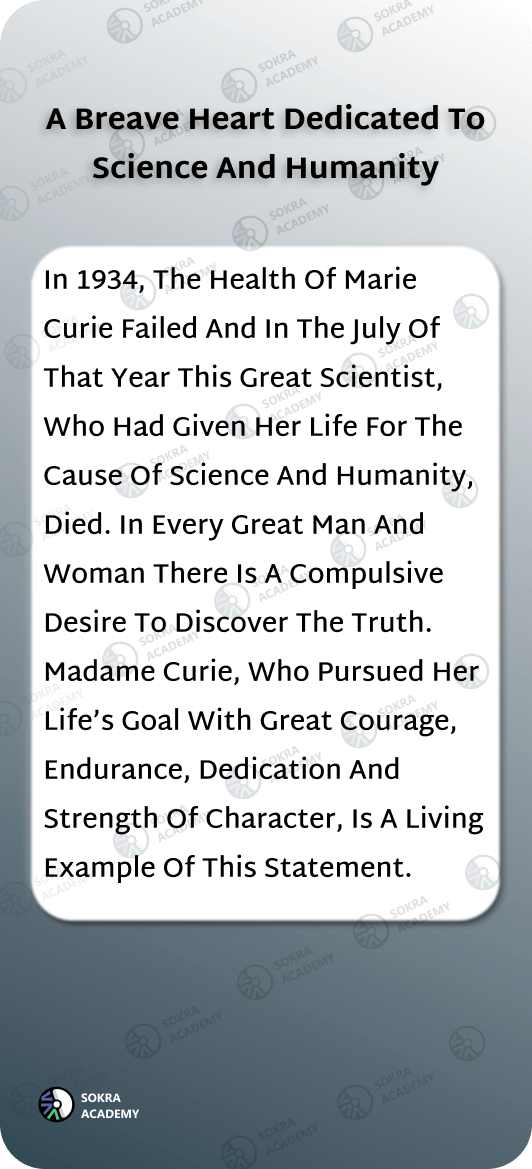 A Breave Heart Dedicated To
Science And Humanity
In 1934, The Health Of Marie
Curie Failed And In The July Of
That Year This Great Scientist,
Who Had Given Her Life For The
Cause Of Science And Humanity,
Died. In Every Great Man And
Woman There Is A Compulsive
Desire To Discover The Truth.
Madame Curie, Who Pursued Her
Life’s Goal With Great Courage,
Endurance, Dedication And
Strength Of Character, Is A Living
Example Of This Statement.
SOKRA
ACADEMY